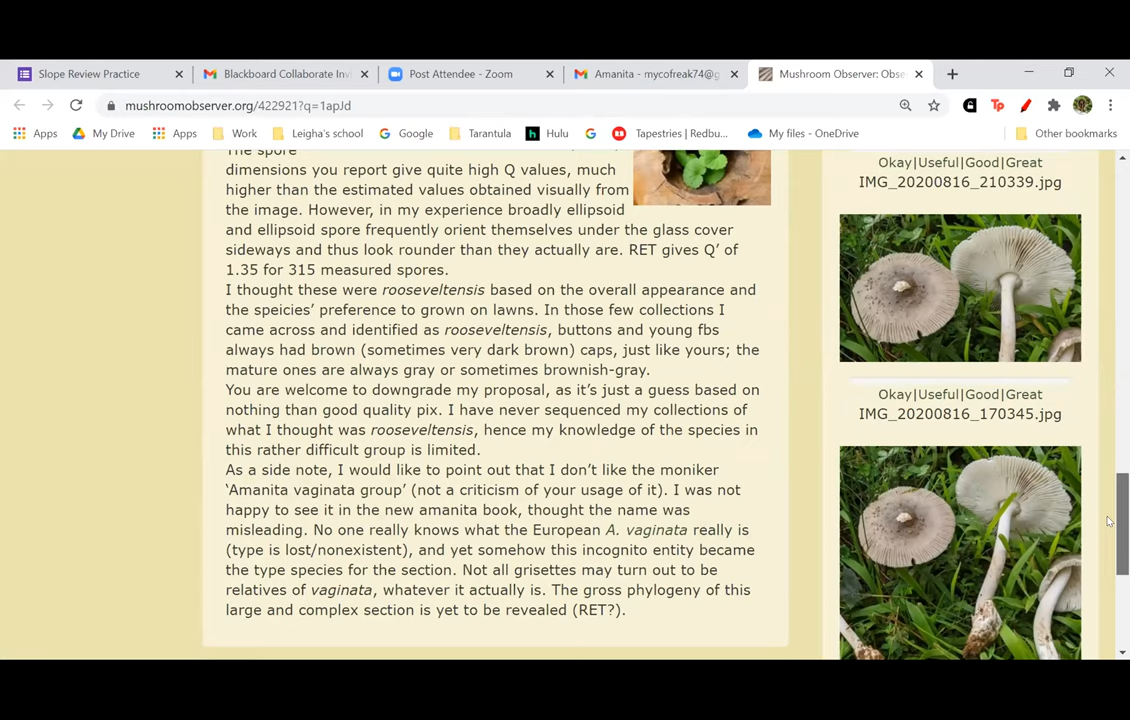 Slope Review Practice
Blackboard Collaborate Inv
Post Attendee - Zoom
Amanita - mycofreak74@g
Mushroom Observer: Obse
mushroomobserver.org/422921?q=1apJd
Tp
Apps
My Drive
Apps
Work
Leigha's school
Google
Tarantula
Hulu
Tapestries | Redbu...
My files - OneDrive
Other bookmarks
The spore
dimensions you report give quite high Q values, much
higher than the estimated values obtained visually from
the image. However, in my experience broadly ellipsoid
and ellipsoid spore frequently orient themselves under the glass cover
sideways and thus look rounder than they actually are. RET gives Q’ of
1.35 for 315 measured spores.
I thought these were rooseveltensis based on the overall appearance and
the speicies’ preference to grown on lawns. In those few collections I
came across and identified as rooseveltensis, buttons and young fbs
always had brown (sometimes very dark brown) caps, just like yours; the
mature ones are always gray or sometimes brownish-gray.
You are welcome to downgrade my proposal, as it’s just a guess based on
nothing than good quality pix. I have never sequenced my collections of
what I thought was rooseveltensis, hence my knowledge of the species in
this rather difficult group is limited.
As a side note, I would like to point out that I don’t like the moniker
‘Amanita vaginata group’ (not a criticism of your usage of it). I was not
happy to see it in the new amanita book, thought the name was
misleading. No one really knows what the European A. vaginata really is
(type is lost/nonexistent), and yet somehow this incognito entity became
the type species for the section. Not all grisettes may turn out to be
relatives of vaginata, whatever it actually is. The gross phylogeny of this
large and complex section is yet to be revealed (RET?).
Okay|Useful|Good|Great
IMG_20200816_210339.jpg
Okay|Useful|Good|Great
IMG_20200816_170345.jpg